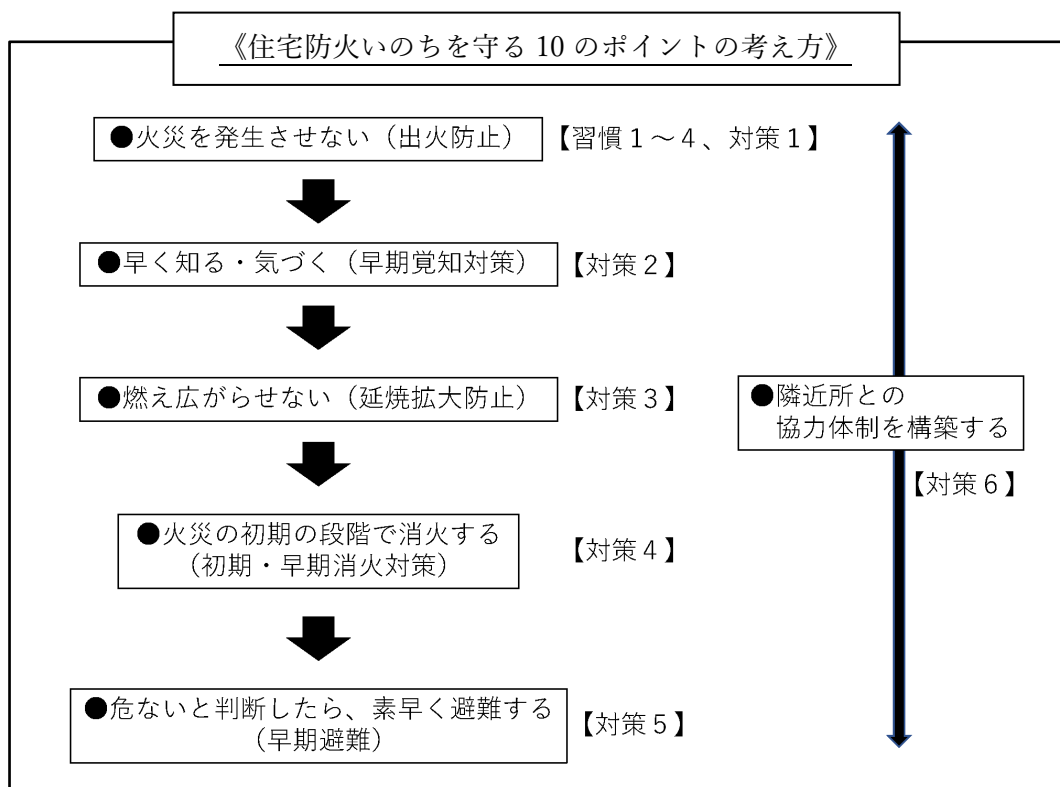 《住宅防火いのちを守る 10 のポイントの考え方》
●火災を発生させない（出火防止）
【習慣１～４、対策１】
●早く知る・気づく（早期覚知対策）
【対策２】
●燃え広がらせない（延焼拡大防止）
【対策３】
●隣近所との
協力体制を構築する
【対策６】
●火災の初期の段階で消火する
（初期・早期消火対策）
【対策４】
●危ないと判断したら、素早く避難する
（早期避難）
【対策５】